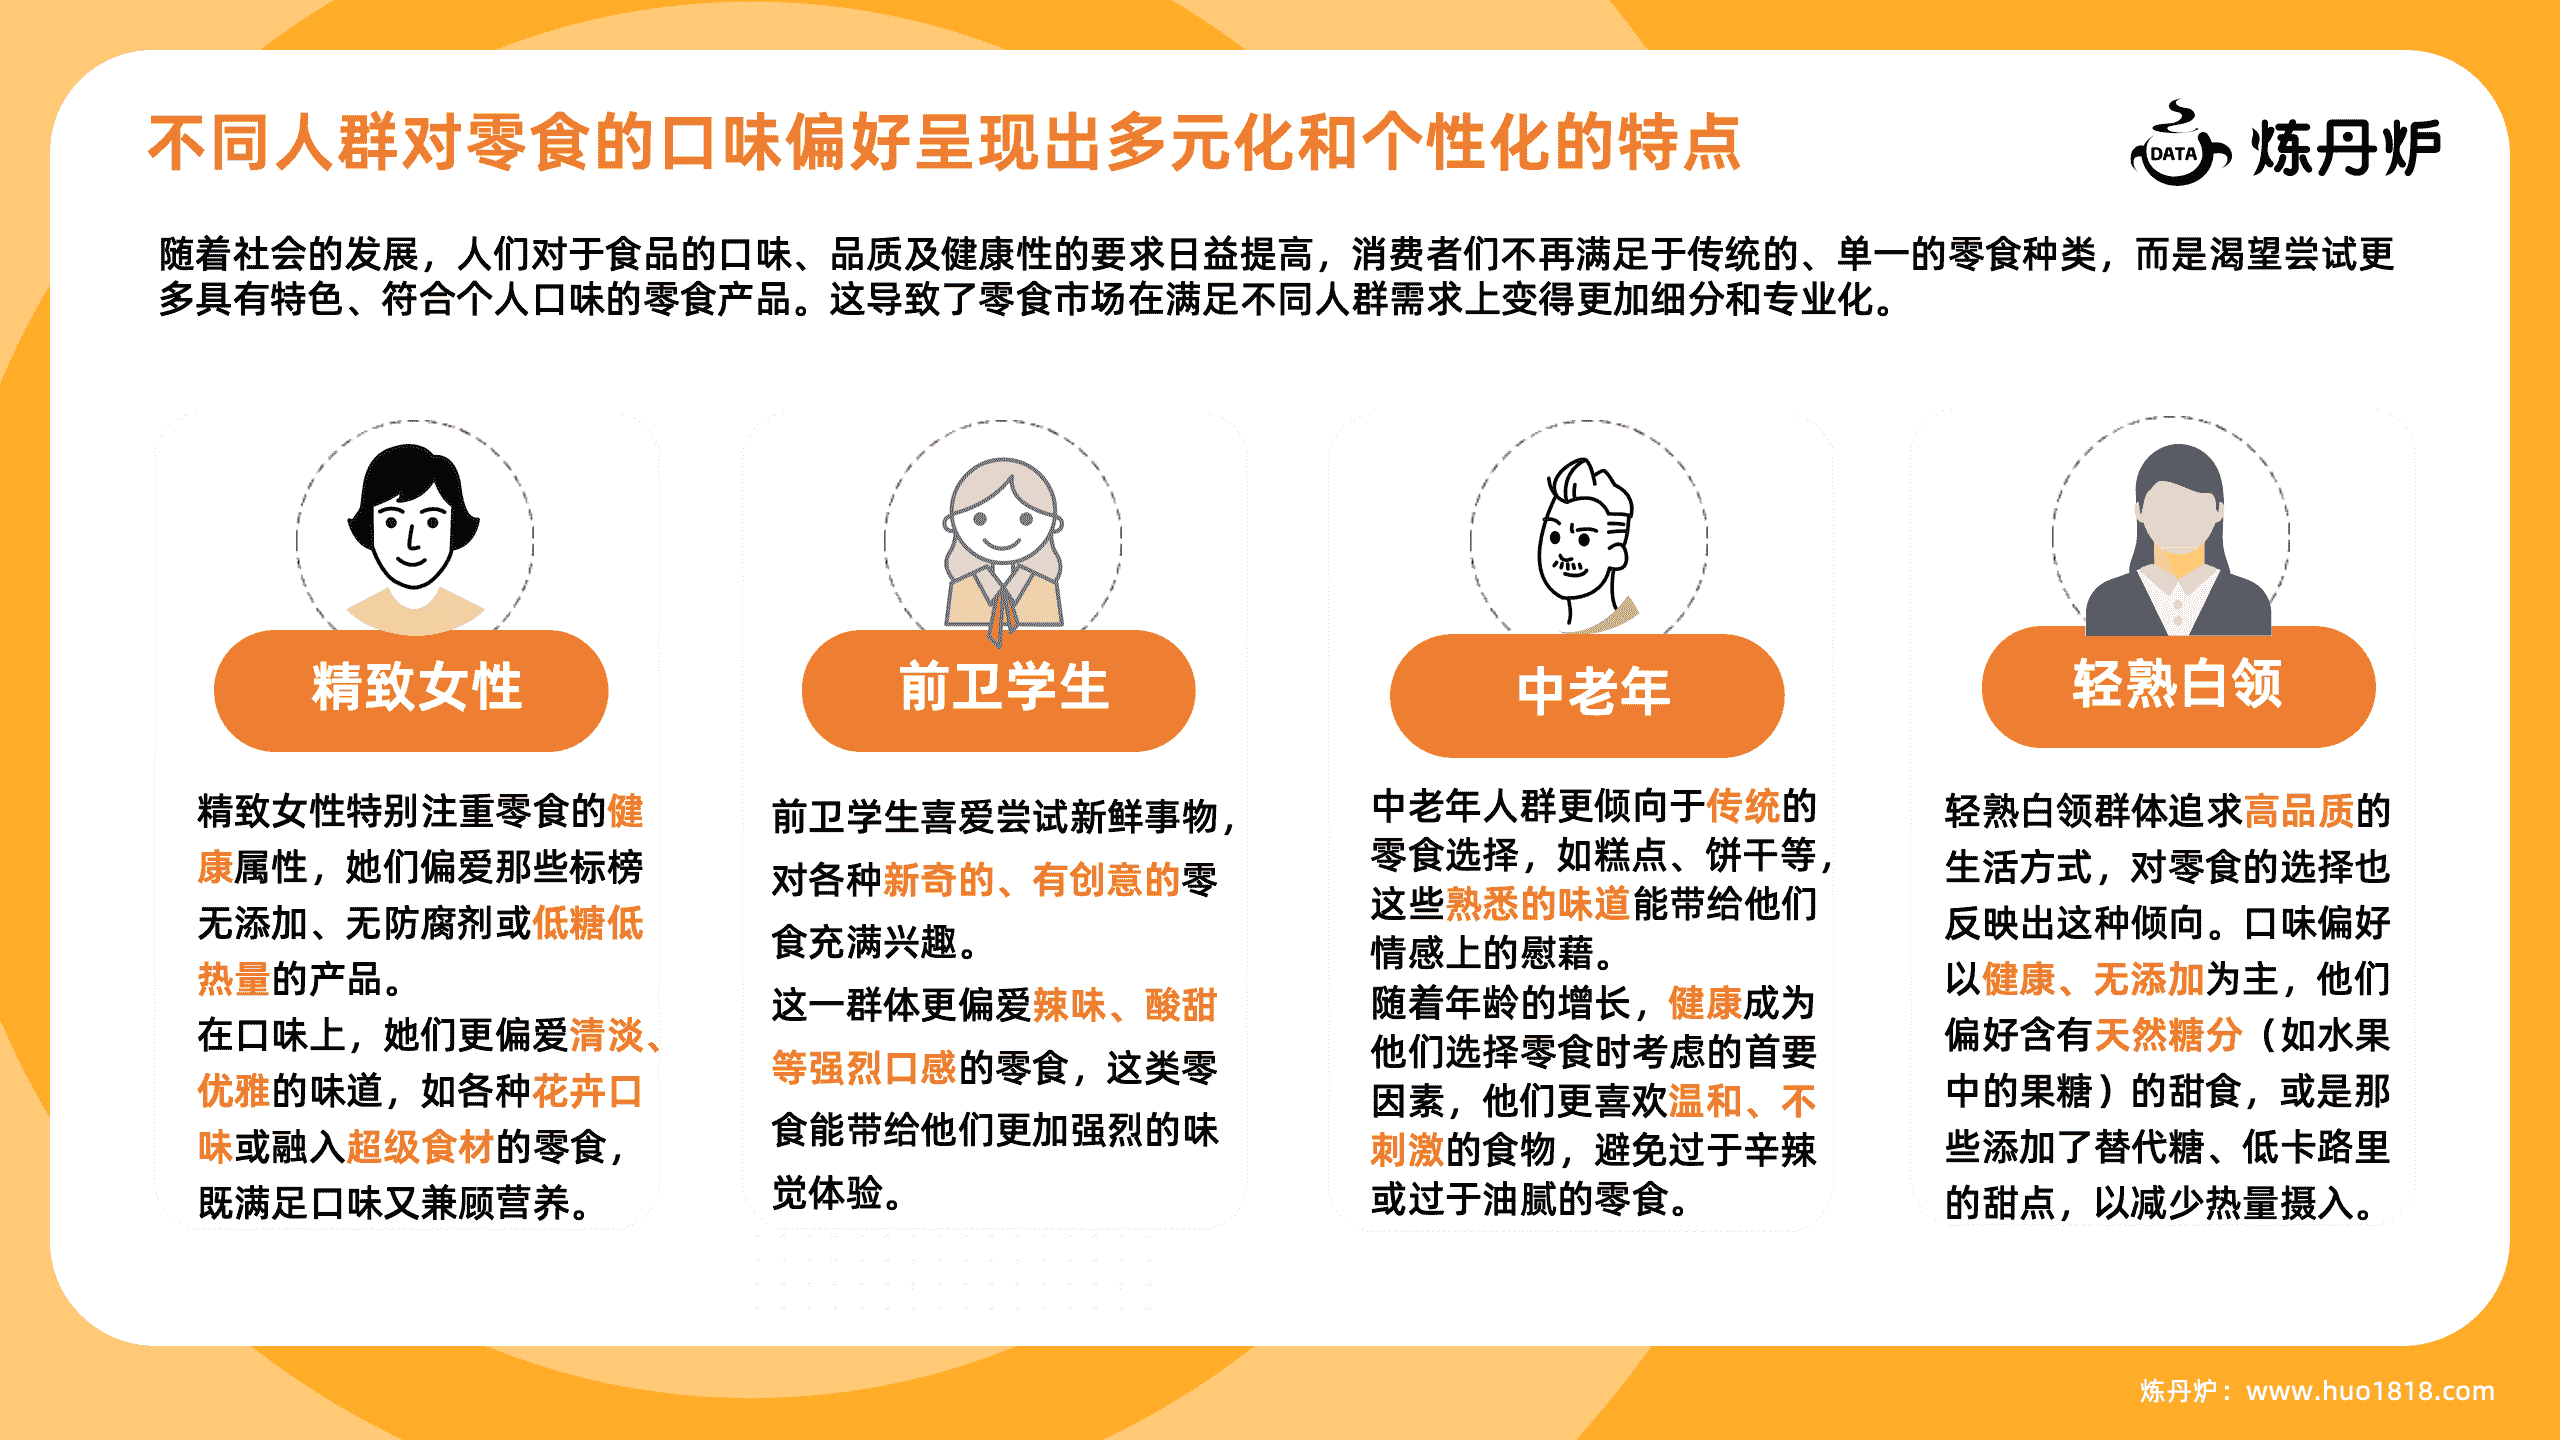 不同人群对零食的口味偏好呈现出多元化和个性化的特点
DATA 炼丹炉
随着社会的发展，人们对于食品的口味、品质及健康性的要求日益提高，消费者们不再满足于传统的、单一的零食种类，而是渴望尝试更
多具有特色、符合个人口味的零食产品。这导致了零食市场在满足不同人群需求上变得更加细分和专业化。
精致女性
精致女性特别注重零食的健
康属性，她们偏爱那些标榜
无添加、无防腐剂或低糖低
热量的产品。
在口味上，她们更偏爱清淡、
优雅的味道，如各种花卉口
味或融入超级食材的零食，
既满足口味又兼顾营养。
前卫学生
前卫学生喜爱尝试新鲜事物，
对各种新奇的、有创意的零
食充满兴趣。
这一群体更偏爱辣味、酸甜
等强烈口感的零食，这类零
食能带给他们更加强烈的味
觉体验。
中老年
中老年人群更倾向于传统的
零食选择，如糕点、饼干等，
这些熟悉的味道能带给他们
情感上的慰藉。
随着年龄的增长，健康成为
他们选择零食时考虑的首要
因素，他们更喜欢温和、不
刺激的食物，避免过于辛辣
或过于油腻的零食。
轻熟白领
轻熟白领群体追求高品质的
生活方式，对零食的选择也
反映出这种倾向。口味偏好
以健康、无添加为主，他们
偏好含有天然糖分（如水果
中的果糖）的甜食，或是那
些添加了替代糖、低卡路里
的甜点，以减少热量摄入。
炼丹炉：www.huo1818.com